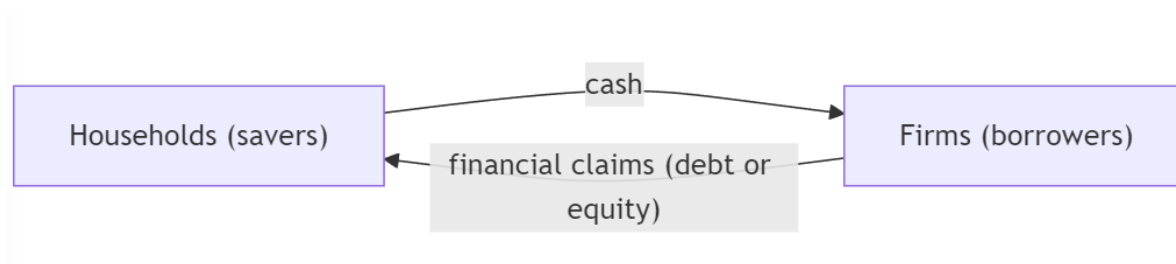 cash
Households (savers)
Firms (borrowers)
financial claims (debt or
equity)